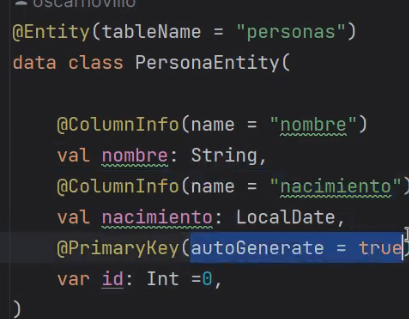 oscarnovillo
@Entity(tableName = "personas")
data class PersonaEntity(
@ColumnInfo(name = "nombre")
val nombre: String,
@ColumnInfo(name = "nacimiento")
val nacimiento: LocalDate,
@PrimaryKey(autoGenerate = true)
var id: Int =0,
)